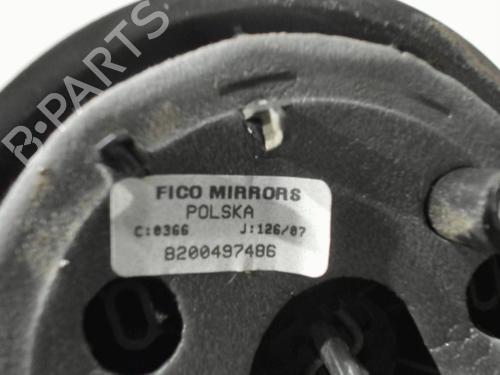 B-PARTS
FICO MIRRORS
POLSKA
C:0366 J:126/07
8200497486